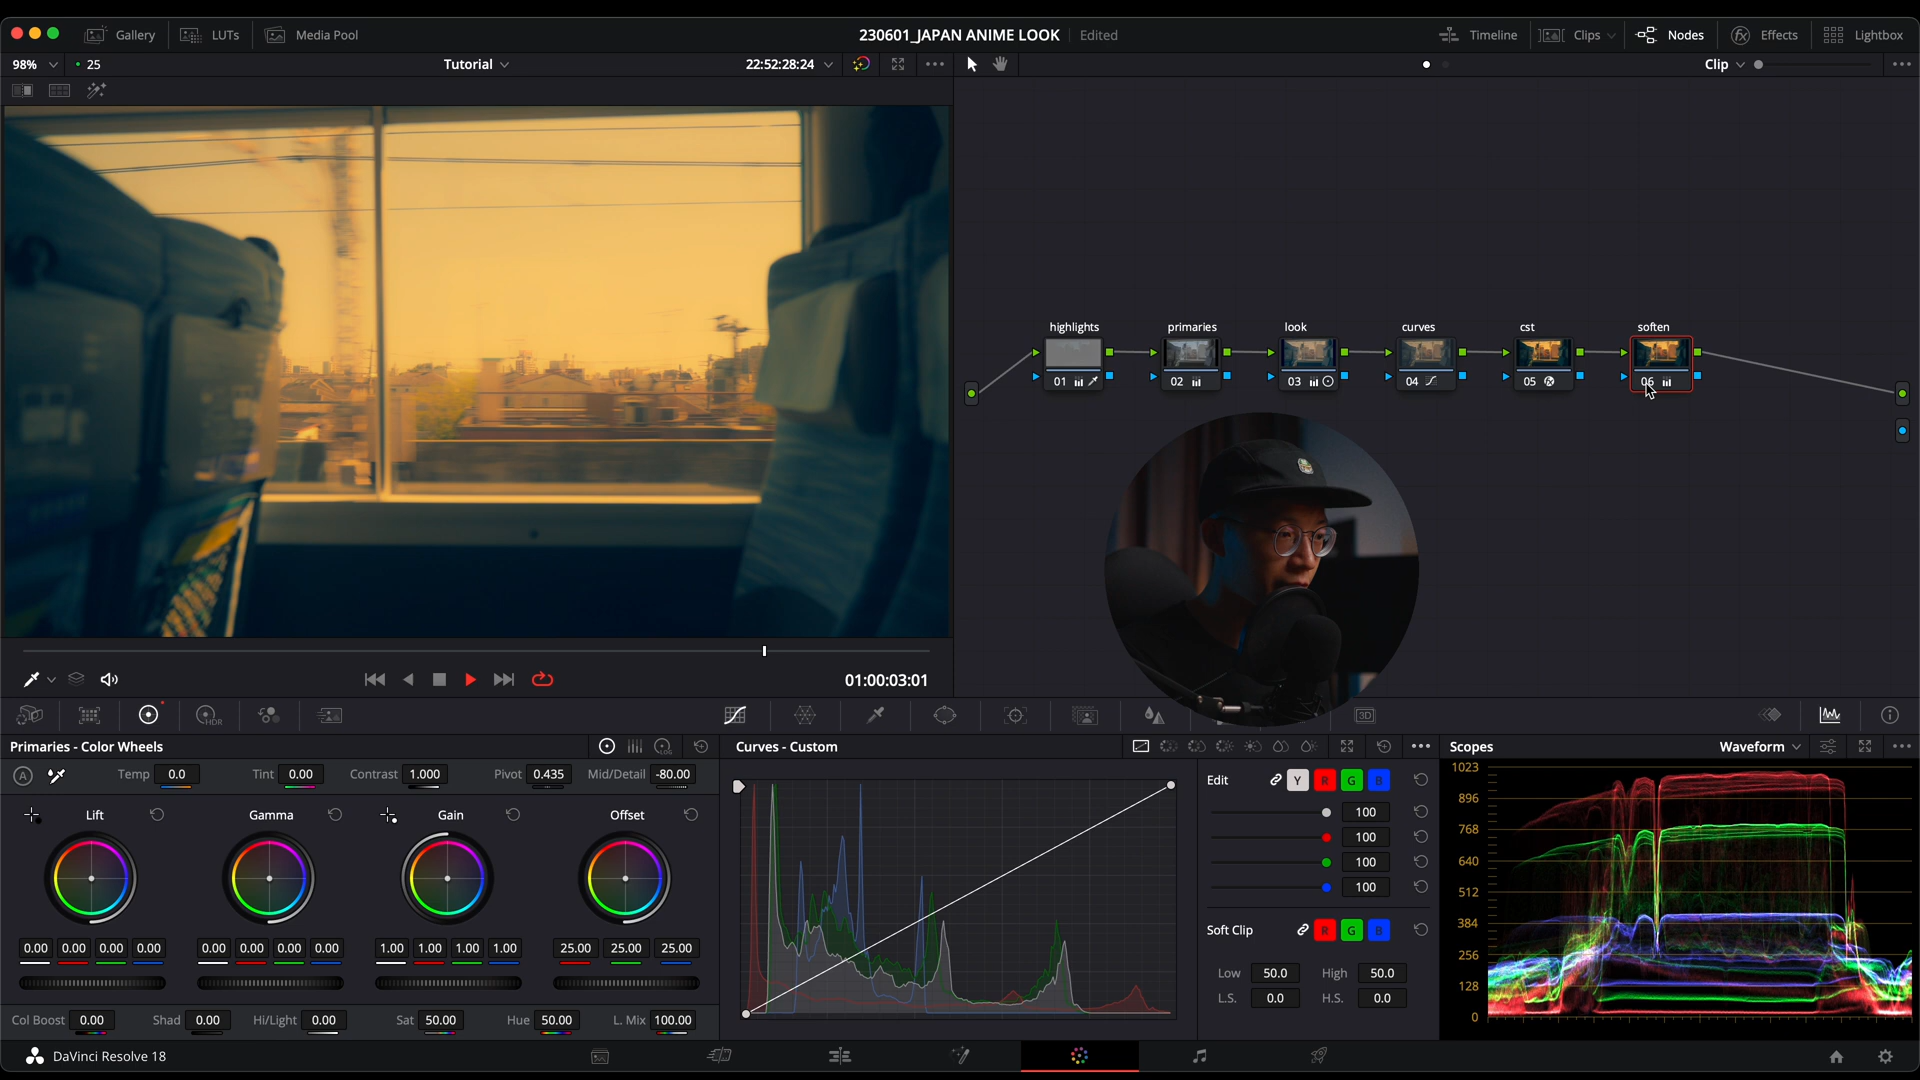 Gallery
LUTs
Media Pool
230601_JAPAN ANIME LOOK
Edited
Timeline
Clips
Nodes
Effects
Lightbox
98%
25
Tutorial
22:52:28:24
Clip
highlights
primaries
look
curves
cst
soften
01
02
03
04
05
06
01:00:03:01
HDR
3D
Primaries - Color Wheels
LOG
Curves - Custom
Scopes
Waveform
A
Temp 0.0
Tint 0.00
Contrast 1.000
Pivot 0.435
Mid/Detail -80.00
Lift
Gamma
Gain
Offset
0.00 0.00 0.00 0.00
0.00 0.00 0.00 0.00
1.00 1.00 1.00 1.00
25.00 25.00 25.00
Col Boost 0.00
Shad 0.00
Hi/Light 0.00
Sat 50.00
Hue 50.00
L. Mix 100.00
Edit
Y R G B
100
100
100
100
Soft Clip
R G B
Low 50.0
High 50.0
L.S. 0.0
H.S. 0.0
1023
896
768
640
512
384
256
128
0
DaVinci Resolve 18